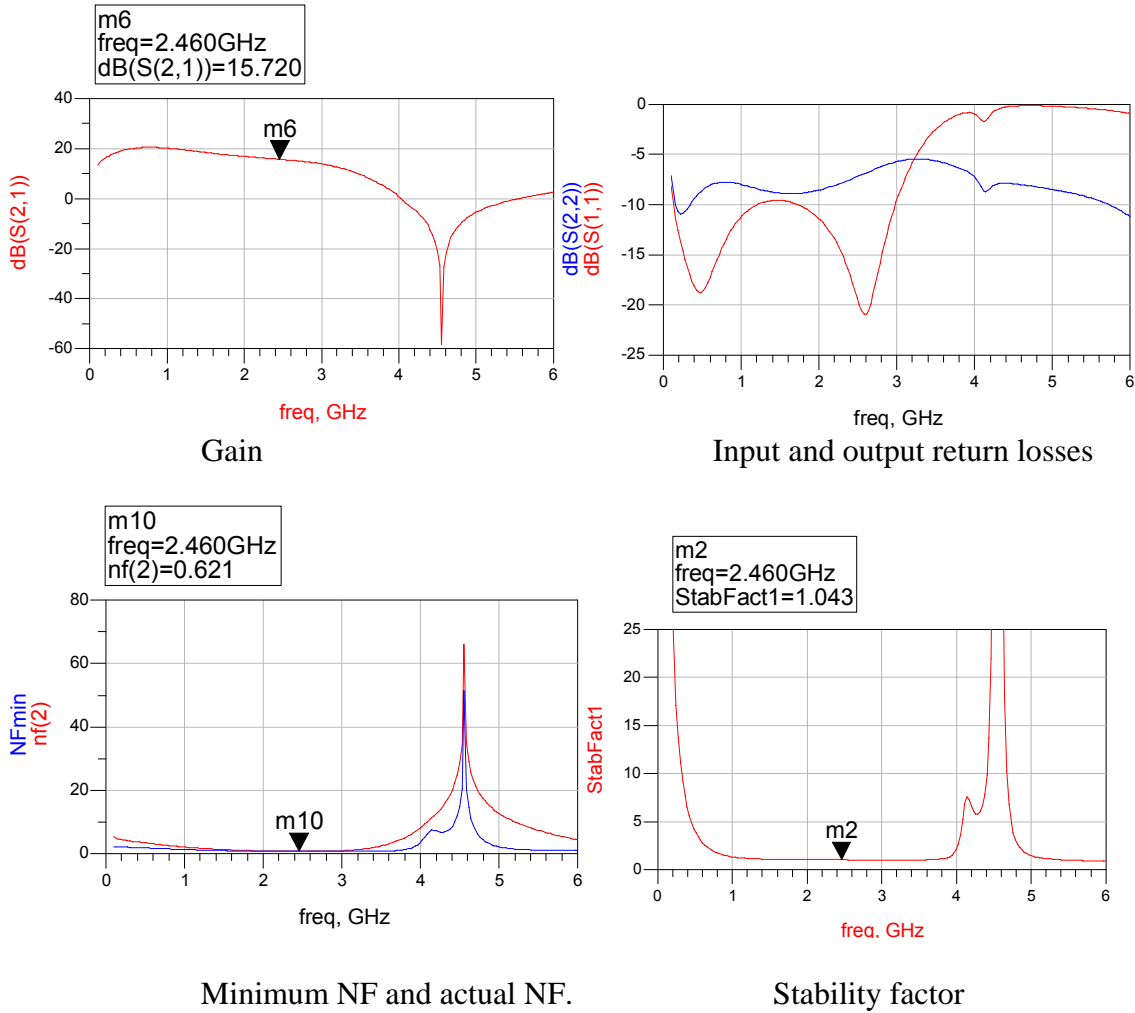 m6
freq=2.460GHz
dB(S(2,1))=15.720
m6
40
20
0
-20
-40
-60
0 1 2 3 4 5 6
dB(S(2,1))
freq, GHz
Gain
0
-5
-10
-15
-20
-25
0 1 2 3 4 5 6
dB(S(2,2))
dB(S(1,1))
freq, GHz
Input and output return losses
m10
freq=2.460GHz
nf(2)=0.621
m10
80
60
40
20
0
0 1 2 3 4 5 6
NFmin
nf(2)
freq, GHz
Minimum NF and actual NF.
m2
freq=2.460GHz
StabFact1=1.043
m2
25
20
15
10
5
0
0 1 2 3 4 5 6
StabFact1
freq, GHz
Stability factor